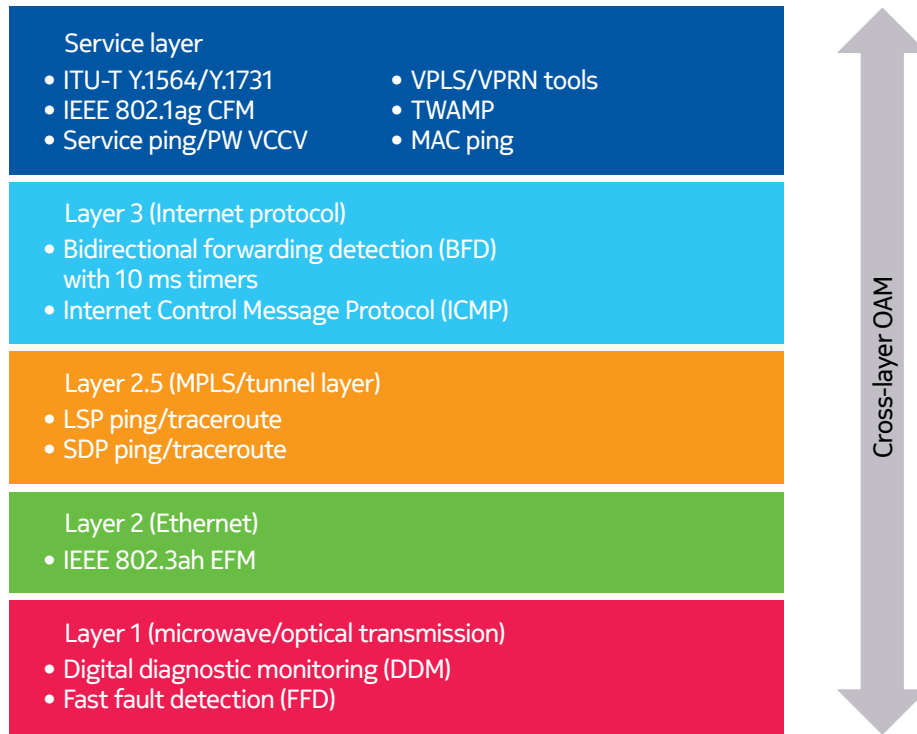 Service layer
• ITU-T Y.1564/Y.1731
• IEEE 802.1ag CFM
• Service ping/PW VCCV
• VPLS/VPRN tools
• TWAMP
• MAC ping
Layer 3 (Internet protocol)
• Bidirectional forwarding detection (BFD)
with 10 ms timers
• Internet Control Message Protocol (ICMP)
Layer 2.5 (MPLS/tunnel layer)
• LSP ping/traceroute
• SDP ping/traceroute
Layer 2 (Ethernet)
• IEEE 802.3ah EFM
Layer 1 (microwave/optical transmission)
• Digital diagnostic monitoring (DDM)
• Fast fault detection (FFD)
Cross-layer OAM